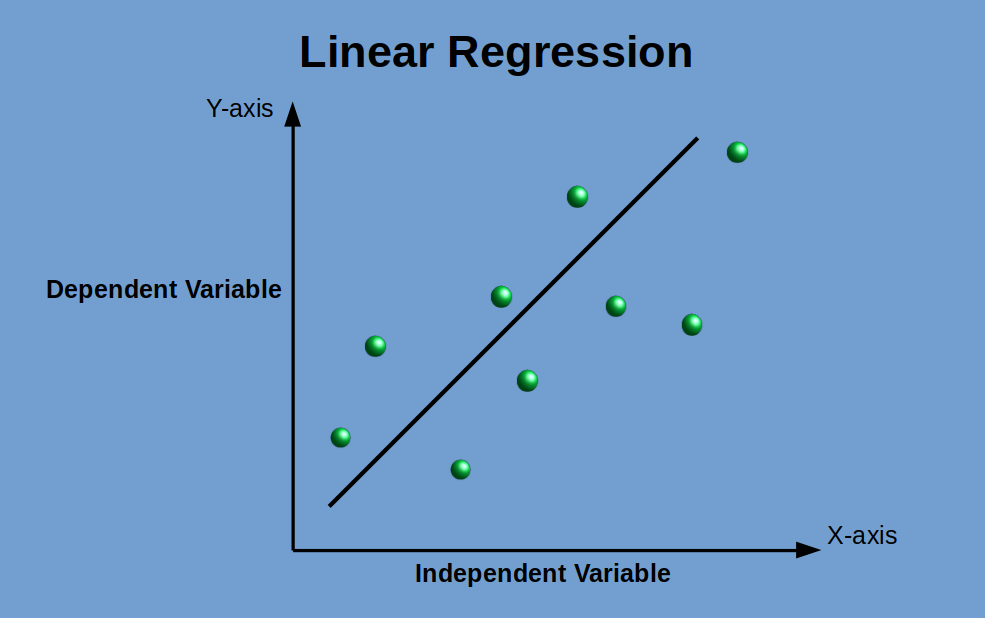 Linear Regression
Y-axis
Dependent Variable
X-axis
Independent Variable